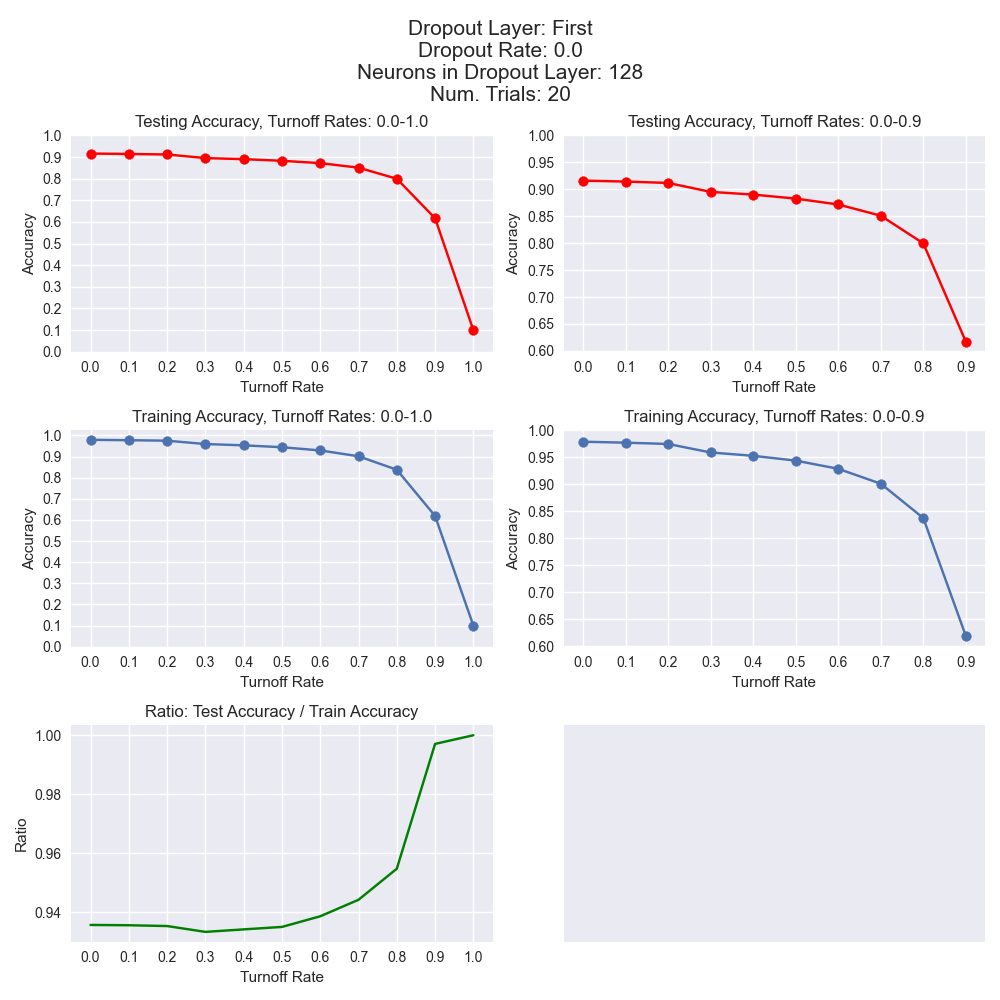 Dropout Layer: First
Dropout Rate: 0.0
Neurons in Dropout Layer: 128
Num. Trials: 20
Testing Accuracy, Turnoff Rates: 0.0-1.0
1.0
0.9
0.8
0.7
0.6
0.5
0.4
0.3
0.2
0.1
0.0
Accuracy
0.0 0.1 0.2 0.3 0.4 0.5 0.6 0.7 0.8 0.9 1.0
Turnoff Rate
Testing Accuracy, Turnoff Rates: 0.0-0.9
1.00
0.95
0.90
0.85
0.80
0.75
0.70
0.65
0.60
Accuracy
0.0 0.1 0.2 0.3 0.4 0.5 0.6 0.7 0.8 0.9
Turnoff Rate
Training Accuracy, Turnoff Rates: 0.0-1.0
1.0
0.9
0.8
0.7
0.6
0.5
0.4
0.3
0.2
0.1
0.0
Accuracy
0.0 0.1 0.2 0.3 0.4 0.5 0.6 0.7 0.8 0.9 1.0
Turnoff Rate
Training Accuracy, Turnoff Rates: 0.0-0.9
1.00
0.95
0.90
0.85
0.80
0.75
0.70
0.65
0.60
Accuracy
0.0 0.1 0.2 0.3 0.4 0.5 0.6 0.7 0.8 0.9
Turnoff Rate
Ratio: Test Accuracy / Train Accuracy
1.00
0.98
0.96
0.94
Ratio
0.0 0.1 0.2 0.3 0.4 0.5 0.6 0.7 0.8 0.9 1.0
Turnoff Rate